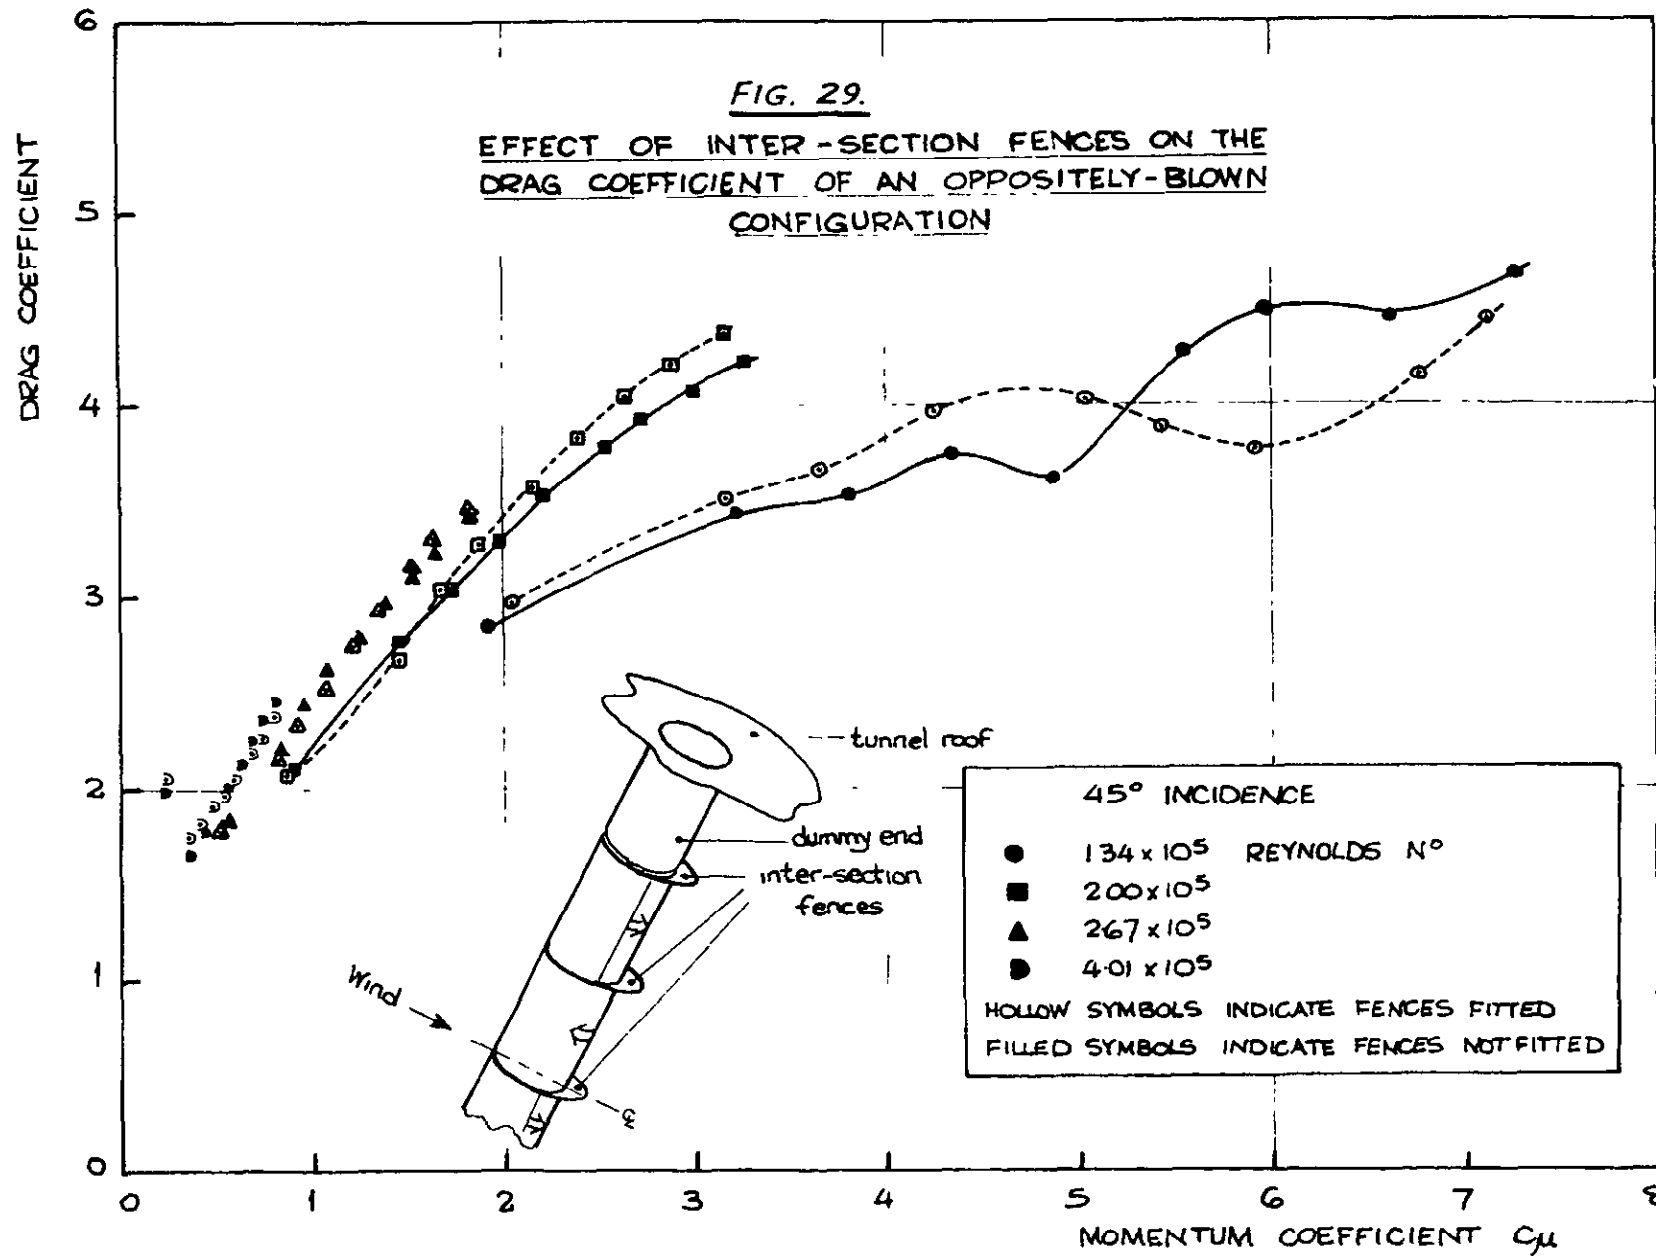 FIG. 29.
EFFECT OF INTER-SECTION FENCES ON THE
DRAG COEFFICIENT OF AN OPPOSITELY-BLOWN
CONFIGURATION
DRAG COEFFICIENT
6
5
4
3
2
1
0
tunnel roof
dummy end
inter-section
fences
Wind
45° INCIDENCE
1.34 x 10⁵ REYNOLDS Nº
2.00 x 10⁵
2.67 x 10⁵
4.01 x 10⁵
HOLLOW SYMBOLS INDICATE FENCES FITTED
FILLED SYMBOLS INDICATE FENCES NOT FITTED
0 1 2 3 4 5 6 7 8
MOMENTUM COEFFICIENT Cμ